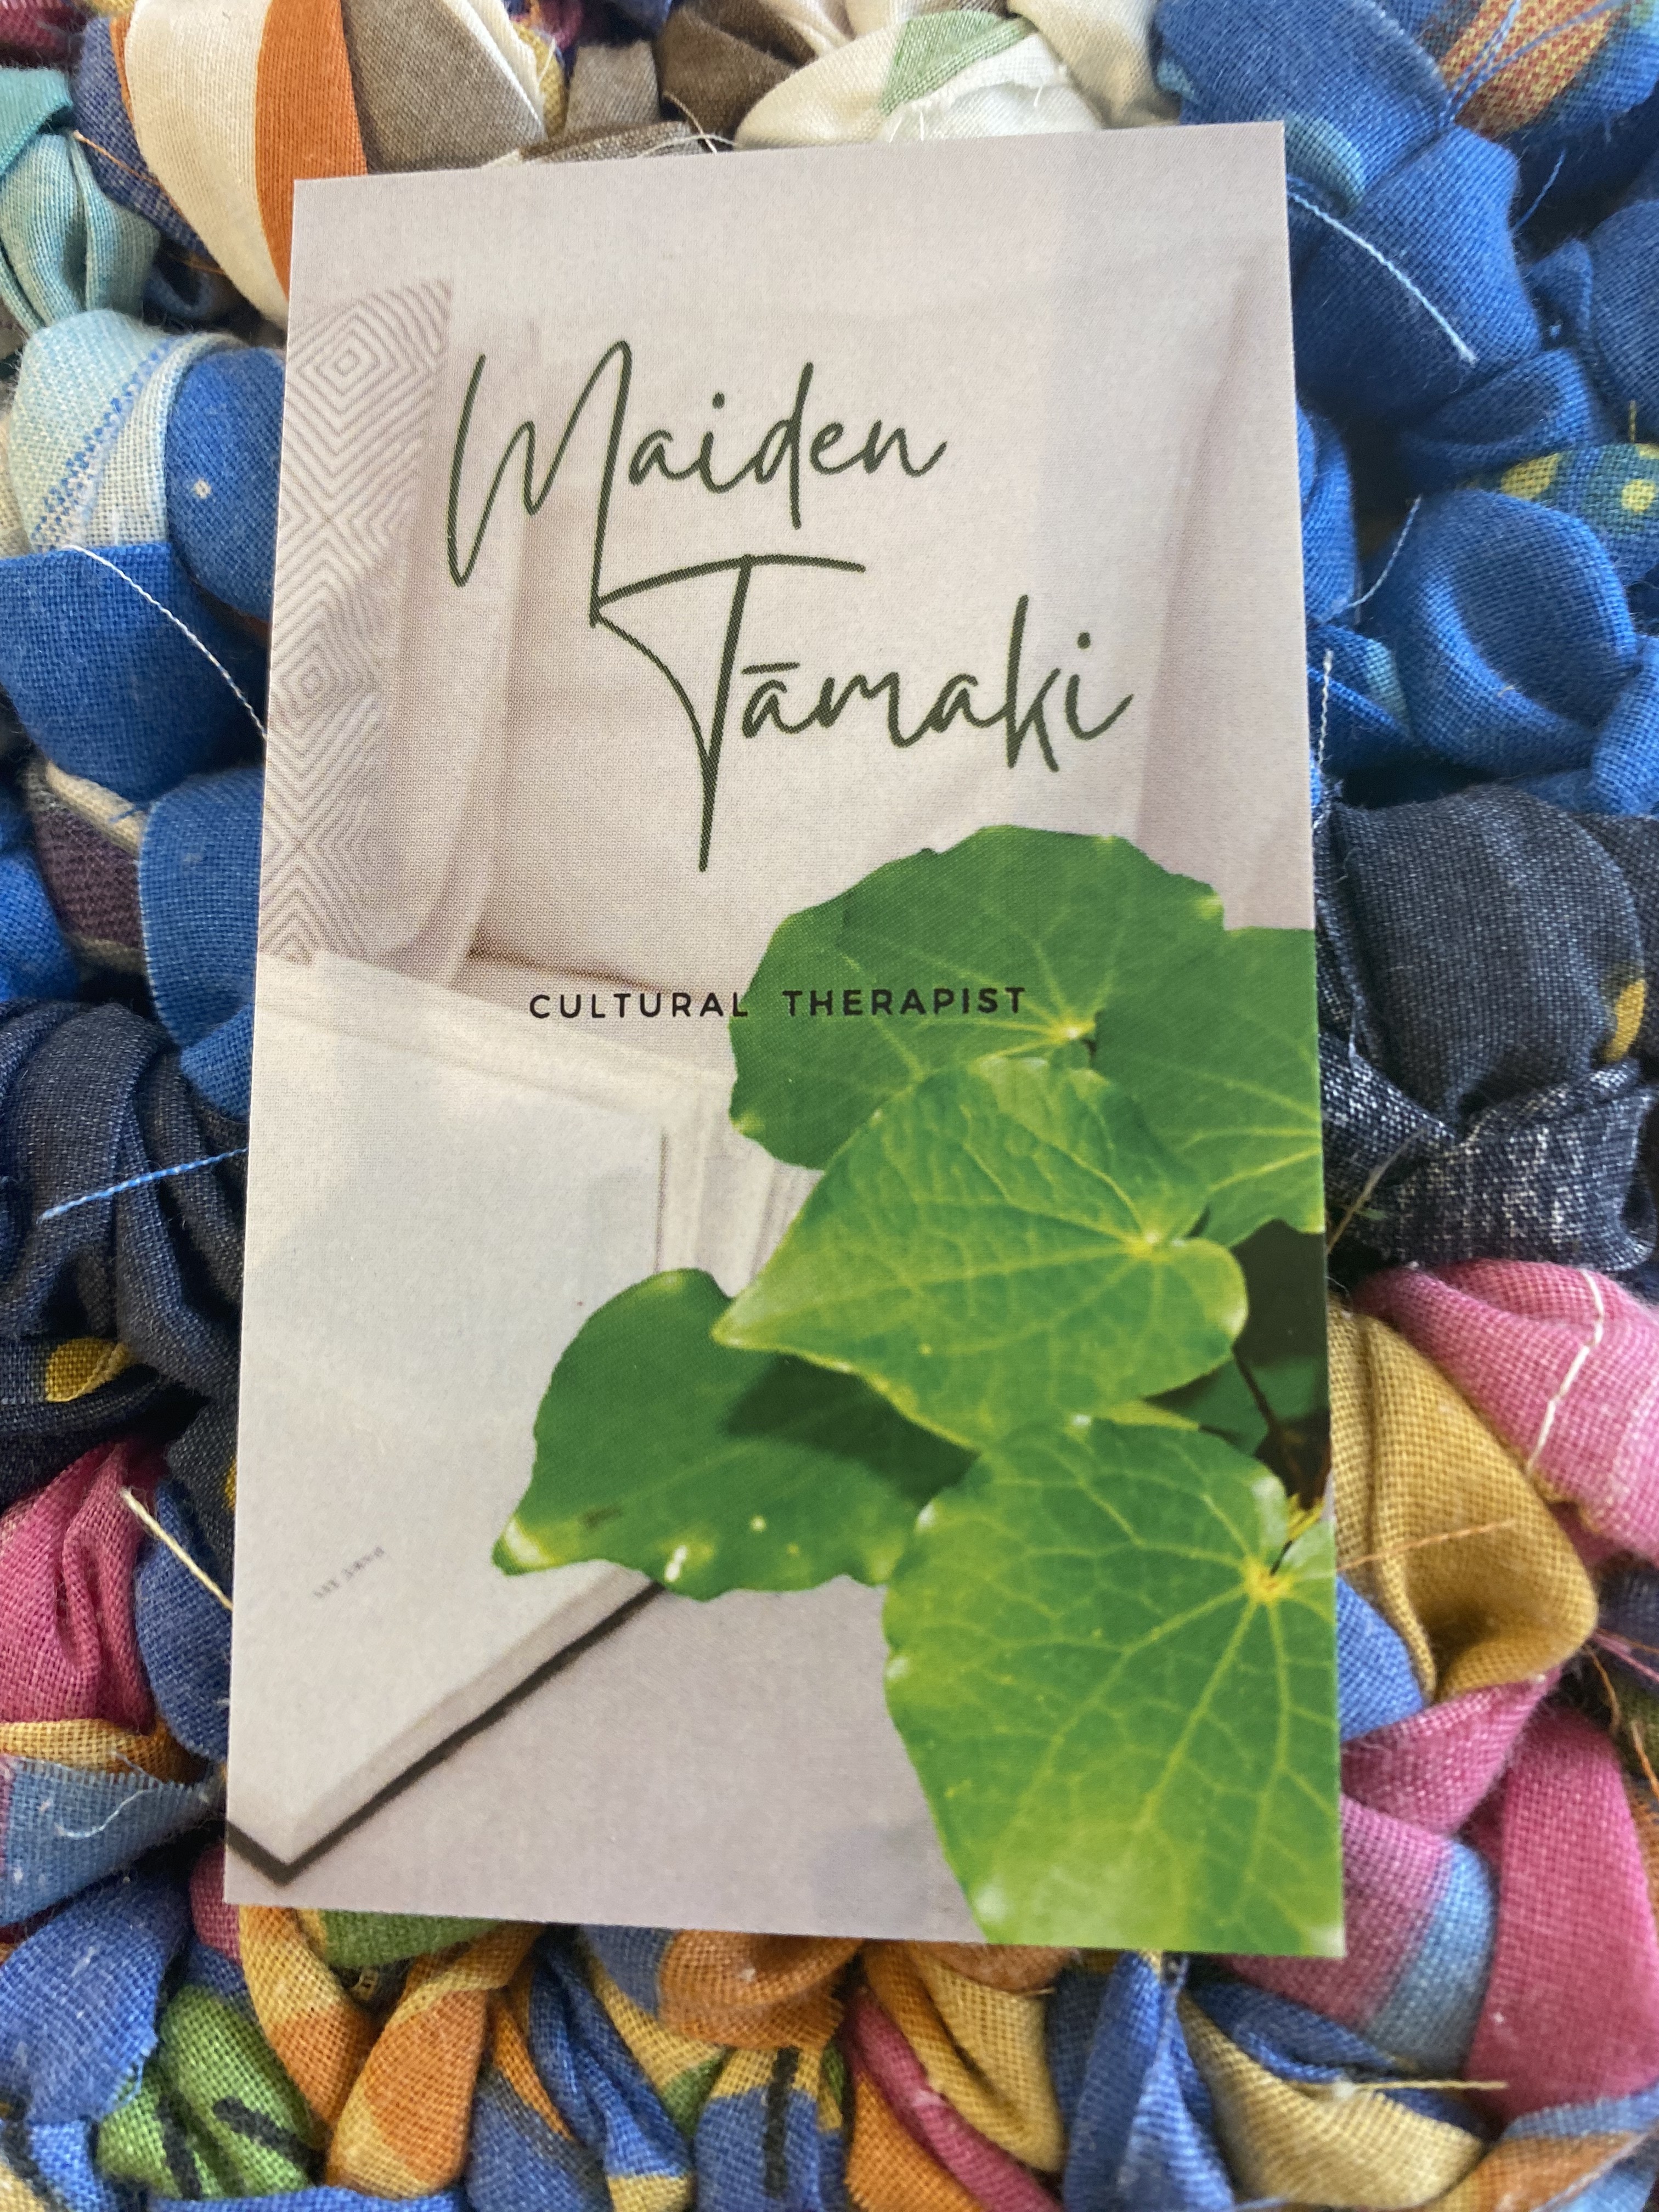 Maiden
Tāmaki
CULTURAL THERAPIST